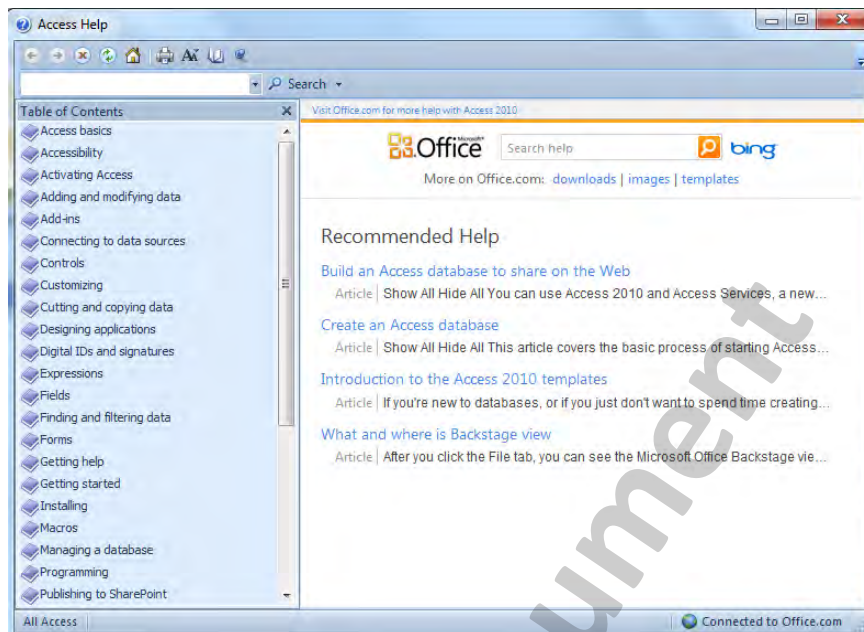 Access Help
Search
Table of Contents
Access basics
Accessibility
Activating Access
Adding and modifying data
Add-ins
Connecting to data sources
Controls
Customizing
Cutting and copying data
Designing applications
Digital IDs and signatures
Expressions
Fields
Finding and filtering data
Forms
Getting help
Getting started
Installing
Macros
Managing a database
Programming
Publishing to SharePoint
Visit Office.com for more help with Access 2010
Microsoft®
Office Search help bing
More on Office.com: downloads | images | templates
Recommended Help
Build an Access database to share on the Web
Article | Show All Hide All You can use Access 2010 and Access Services, a new...
Create an Access database
Article | Show All Hide All This article covers the basic process of starting Access...
Introduction to the Access 2010 templates
Article | If you're new to databases, or if you just don't want to spend time creating...
What and where is Backstage view
Article | After you click the File tab, you can see the Microsoft Office Backstage vie...
All Access Connected to Office.com